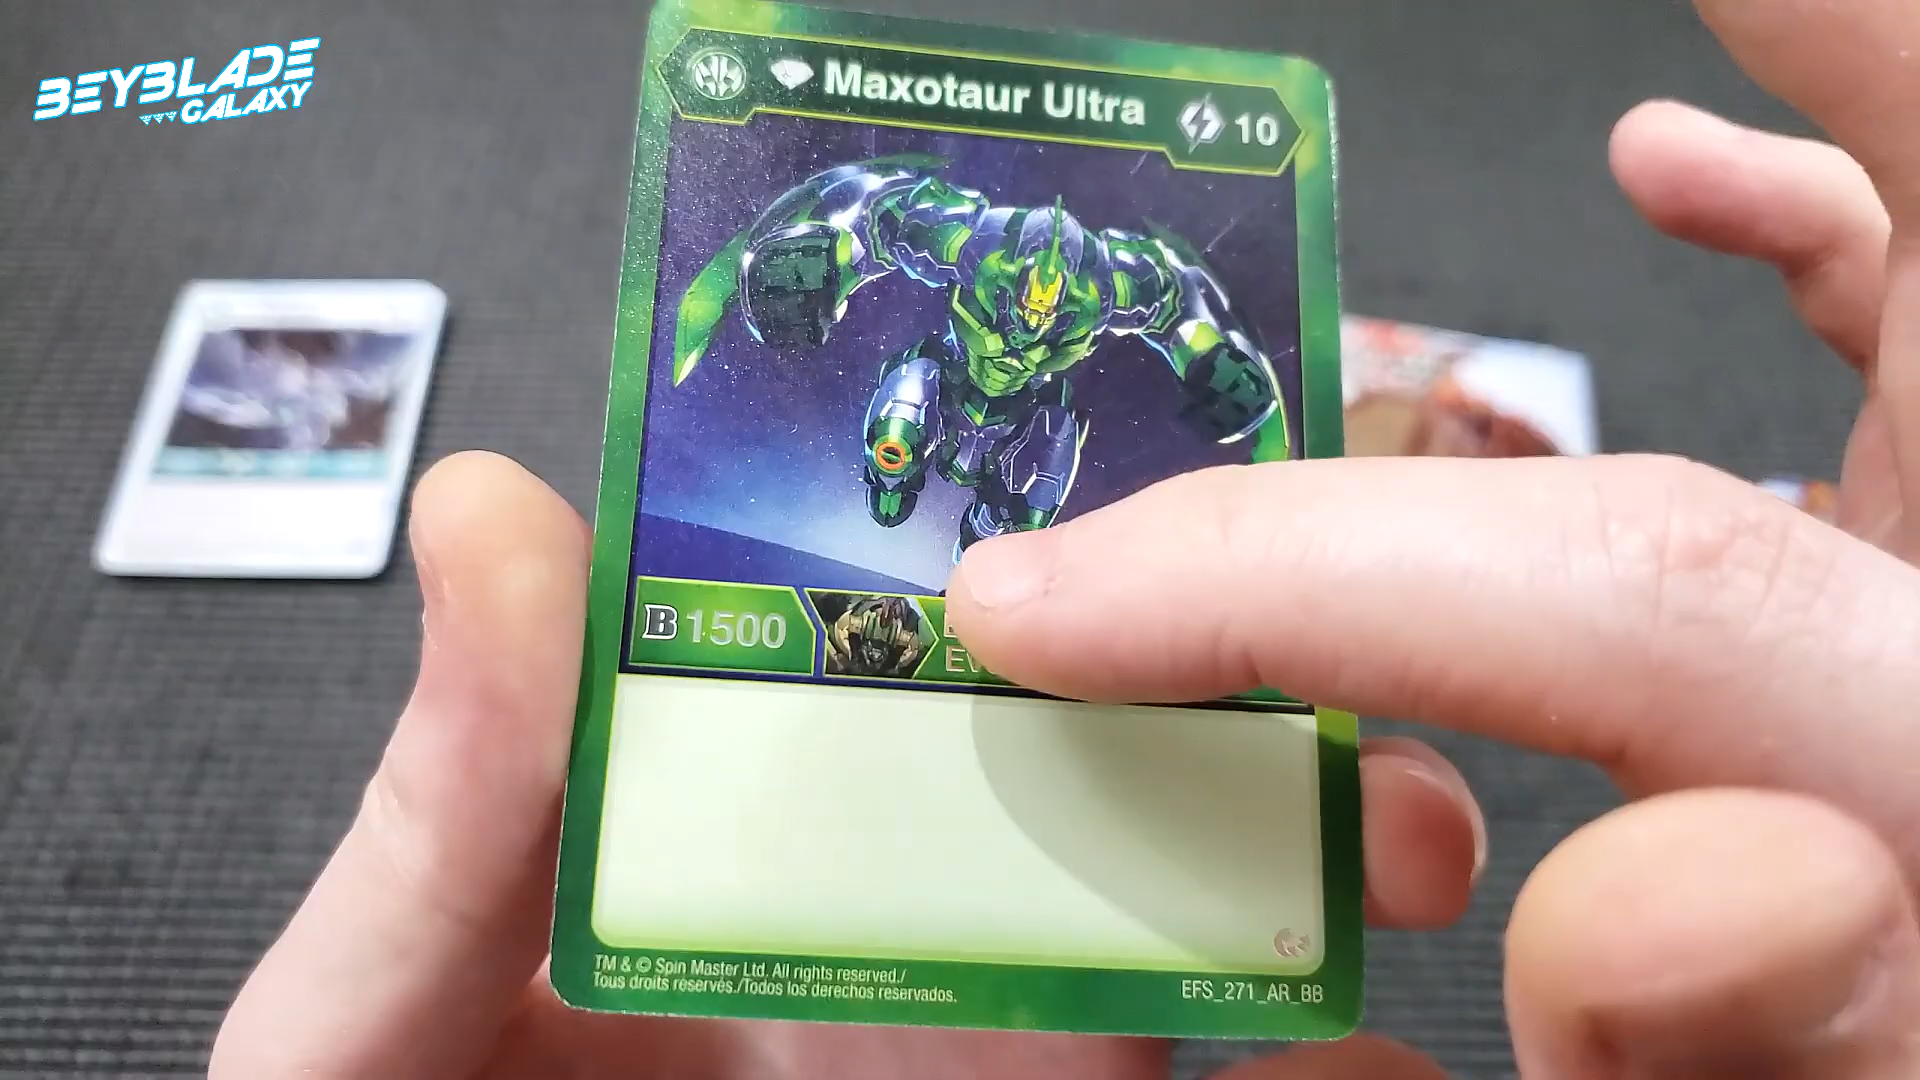 BEYBLADE
GALAXY
Maxotaur Ultra
10
B 1500
TM & © Spin Master Ltd. All rights reserved./
Tous droits réservés./Todos los derechos reservados.
EFS_271_AR_BB